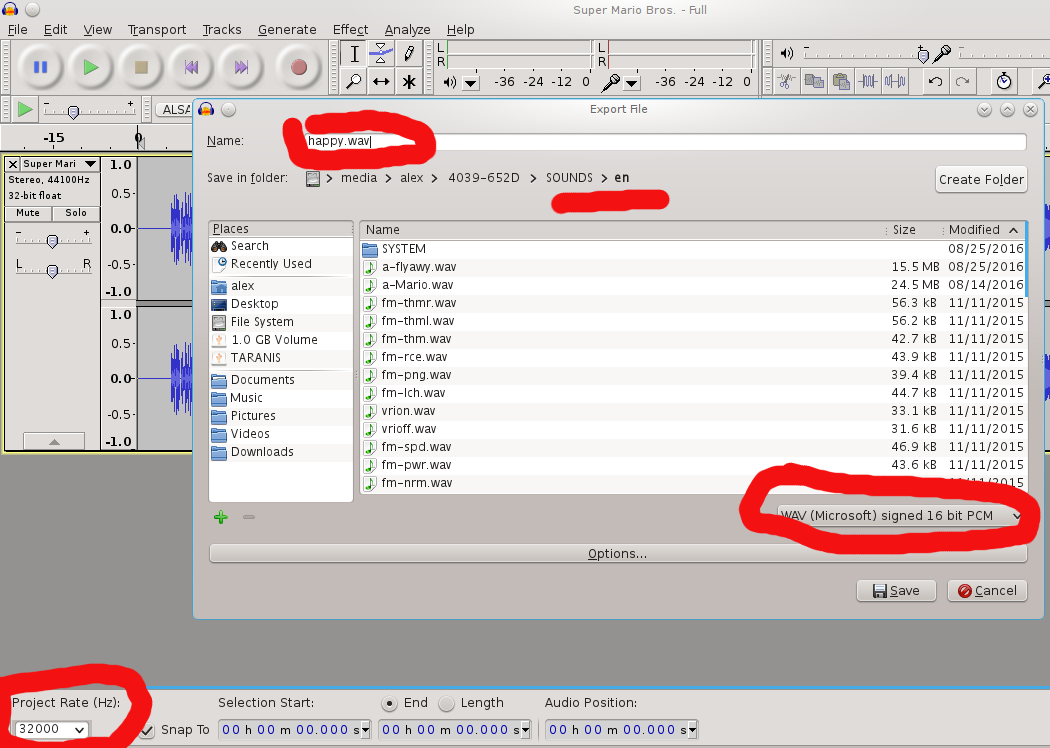 Super Mario Bros. - Full
File Edit View Transport Tracks Generate Effect Analyze Help
L
R
-36 -24 -12 0
L
R
-36 -24 -12 0
ALSA
-15 0
Super Mari
Stereo, 44100Hz
32-bit float
Mute Solo
- +
L R
1.0
0.5-
0.0-
-0.5-
-1.0
1.0
0.5-
0.0-
-0.5-
-1.0
Export File
Name: happy.wav
Save in folder: media alex 4039-652D SOUNDS en
Create Folder
Places
Search
Recently Used
alex
Desktop
File System
1.0 GB Volume
TARANIS
Documents
Music
Pictures
Videos
Downloads
Name Size Modified
SYSTEM 08/25/2016
a-flyawy.wav 15.5 MB 08/25/2016
a-Mario.wav 24.5 MB 08/14/2016
fm-thmr.wav 56.3 kB 11/11/2015
fm-thml.wav 56.2 kB 11/11/2015
fm-thm.wav 42.7 kB 11/11/2015
fm-rce.wav 43.9 kB 11/11/2015
fm-png.wav 39.4 kB 11/11/2015
fm-lch.wav 44.7 kB 11/11/2015
vrion.wav 33.1 kB 11/11/2015
vrioff.wav 31.6 kB 11/11/2015
fm-spd.wav 46.9 kB 11/11/2015
fm-pwr.wav 43.6 kB 11/11/2015
fm-nrm.wav
WAV (Microsoft) signed 16 bit PCM
Options...
Save Cancel
Project Rate (Hz): Selection Start: End Length Audio Position:
32000 Snap To 00 h 00 m 00.000 s 00 h 00 m 00.000 s 00 h 00 m 00.000 s